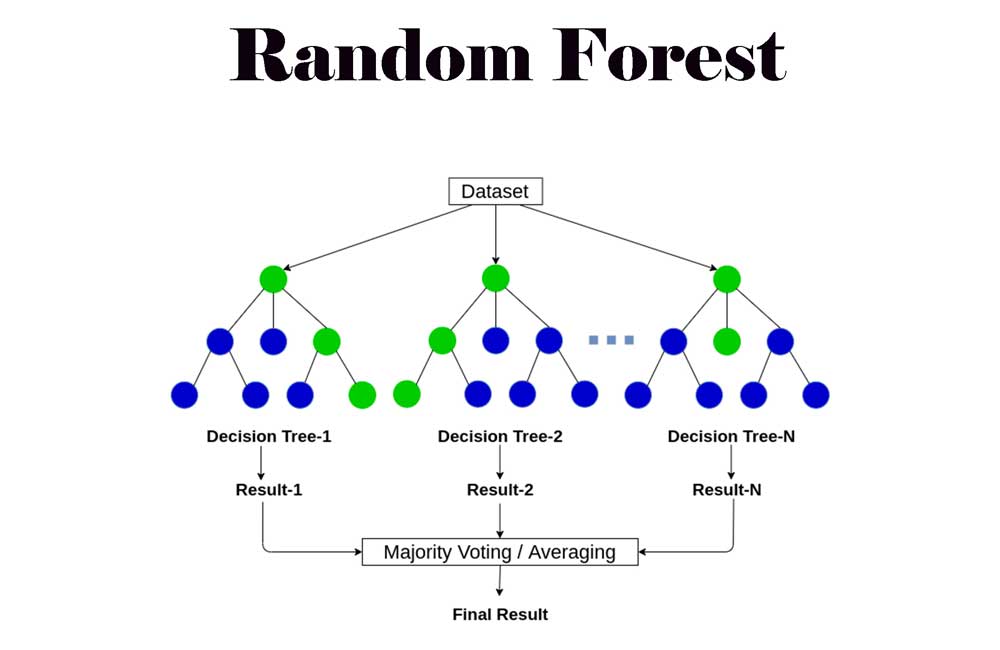 Random Forest
Dataset
Decision Tree-1
Decision Tree-2
Decision Tree-N
Result-1
Result-2
Result-N
Majority Voting / Averaging
Final Result